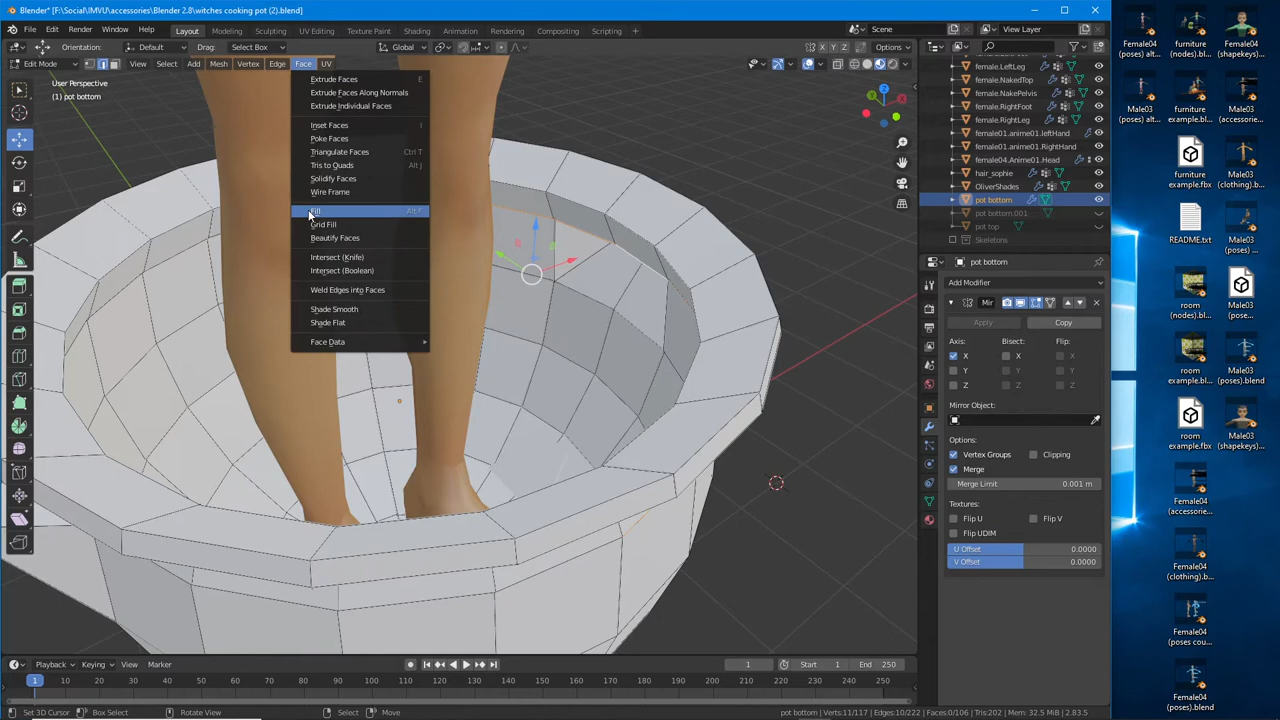 Blender* [F:\Social\IMVU\accessories\Blender 2.8\witches cooking pot (2).blend]
File Edit Render Window Help Layout Modeling Sculpting UV Editing Texture Paint Shading Animation Rendering Compositing Scripting Scene View Layer
Orientation: Default Drag: Select Box Global X Y Z Options
Edit Mode View Select Add Mesh Vertex Edge Face UV
User Perspective
(1) pot bottom
Extrude Faces E
Extrude Faces Along Normals
Extrude Individual Faces
Inset Faces I
Poke Faces
Triangulate Faces Ctrl T
Tris to Quads Alt J
Solidify Faces
Wire Frame
Fill Alt F
Grid Fill
Beautify Faces
Intersect (Knife)
Intersect (Boolean)
Weld Edges into Faces
Shade Smooth
Shade Flat
Face Data
Z
Y
X
female.LeftLeg
female.NakedTop
female.NakePelvis
female.RightFoot
female.RightLeg
female01.anime01.leftHand
female01.anime01.RightHand
female04.Anime01.Head
hair_sophie
OliverShades
pot bottom
pot bottom.001
pot top
Skeletons
pot bottom
Add Modifier
Mir
Apply Copy
Axis: Bisect: Flip:
X X X
Y Y Y
Z Z Z
Mirror Object:
Options:
Vertex Groups Clipping
Merge
Merge Limit 0.001 m
Textures:
Flip U Flip V
Flip UDIM
U Offset 0.0000
V Offset 0.0000
Playback Keying View Marker 1 Start 1 End 250
1 10 20 30 40 50 60 70 80 90 100 110 120 130 140 150 160 170 180 190 200 210 220 230 240 250
Set 3D Cursor Box Select Rotate View Select Move pot bottom | Verts:11/117 | Edges:10/222 | Faces:0/106 | Tris:202 | Mem: 32.5 MiB | 2.83.5
Female04
(poses) alt...
furniture
(nodes).bl...
Female04
(shapekey...
Male03
(poses) alt...
furniture
example.bl...
Male03
(accessorie...
furniture
example.fbx
Male03
(clothing).b...
README.txt
room
(nodes).bl...
Male03
(poses cou...
room
example.bl...
Male03
(poses).blend
room
example.fbx
Male03
(shapekeys)...
Female04
(accessorie...
Female04
(clothing).b...
Female04
(poses cou...
Female04
(poses).blend